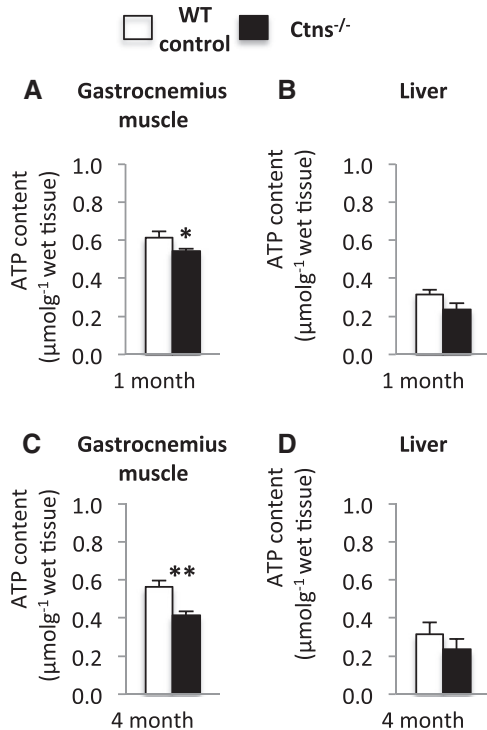 WT
control
Ctns-/-
A
Gastrocnemius
muscle
ATP content
(µmolg-1 wet tissue)
1.0
0.8
0.6
0.4
0.2
0.0
*
1 month
B
Liver
ATP content
(µmolg-1 wet tissue)
1.0
0.8
0.6
0.4
0.2
0.0
1 month
C
Gastrocnemius
muscle
ATP content
(µmolg-1 wet tissue)
1.0
0.8
0.6
0.4
0.2
0.0
**
4 month
D
Liver
ATP content
(µmolg-1 wet tissue)
1.0
0.8
0.6
0.4
0.2
0.0
4 month